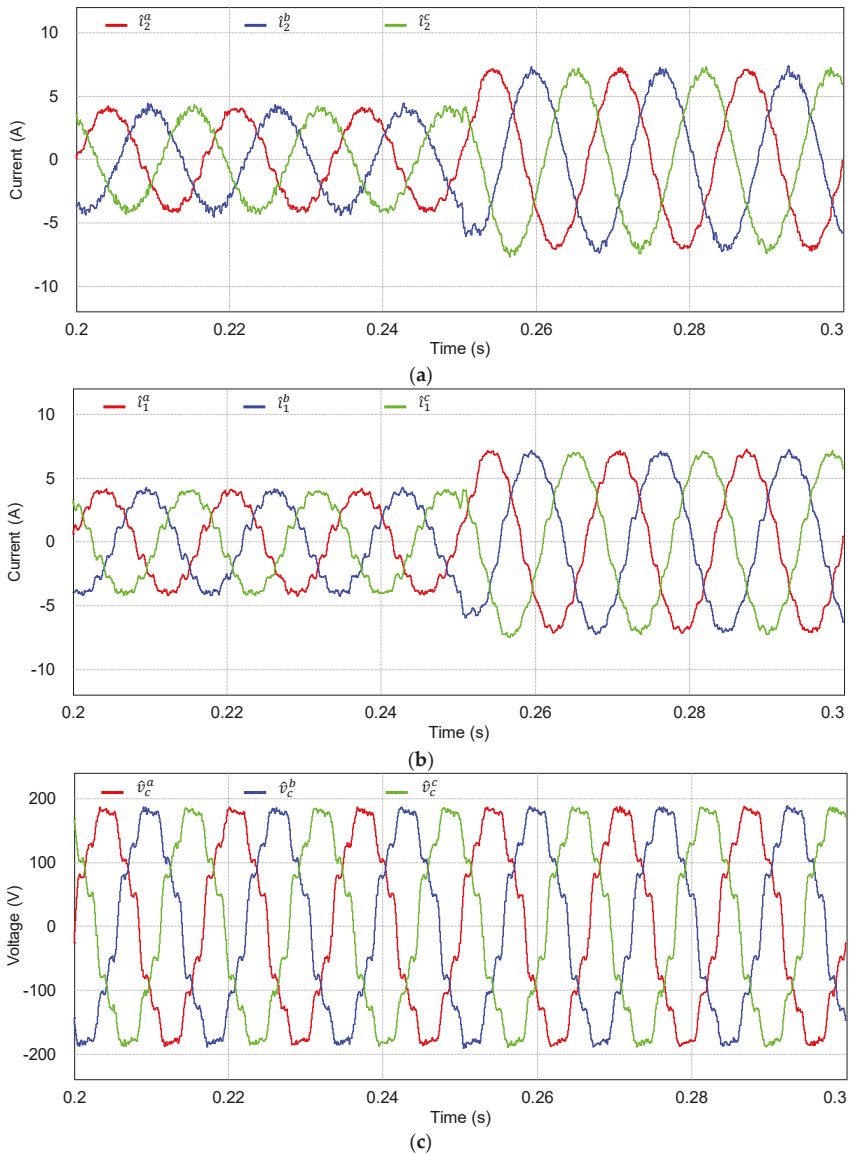 î₂ᵃ î₂ᵇ î₂ᶜ
10
5
0
-5
-10
Current (A)
0.2 0.22 0.24 0.26 0.28 0.3
Time (s)
(a)
î₁ᵃ î₁ᵇ î₁ᶜ
10
5
0
-5
-10
Current (A)
0.2 0.22 0.24 0.26 0.28 0.3
Time (s)
(b)
v̂_cᵃ v̂_cᵇ v̂_cᶜ
200
100
0
-100
-200
Voltage (V)
0.2 0.22 0.24 0.26 0.28 0.3
Time (s)
(c)